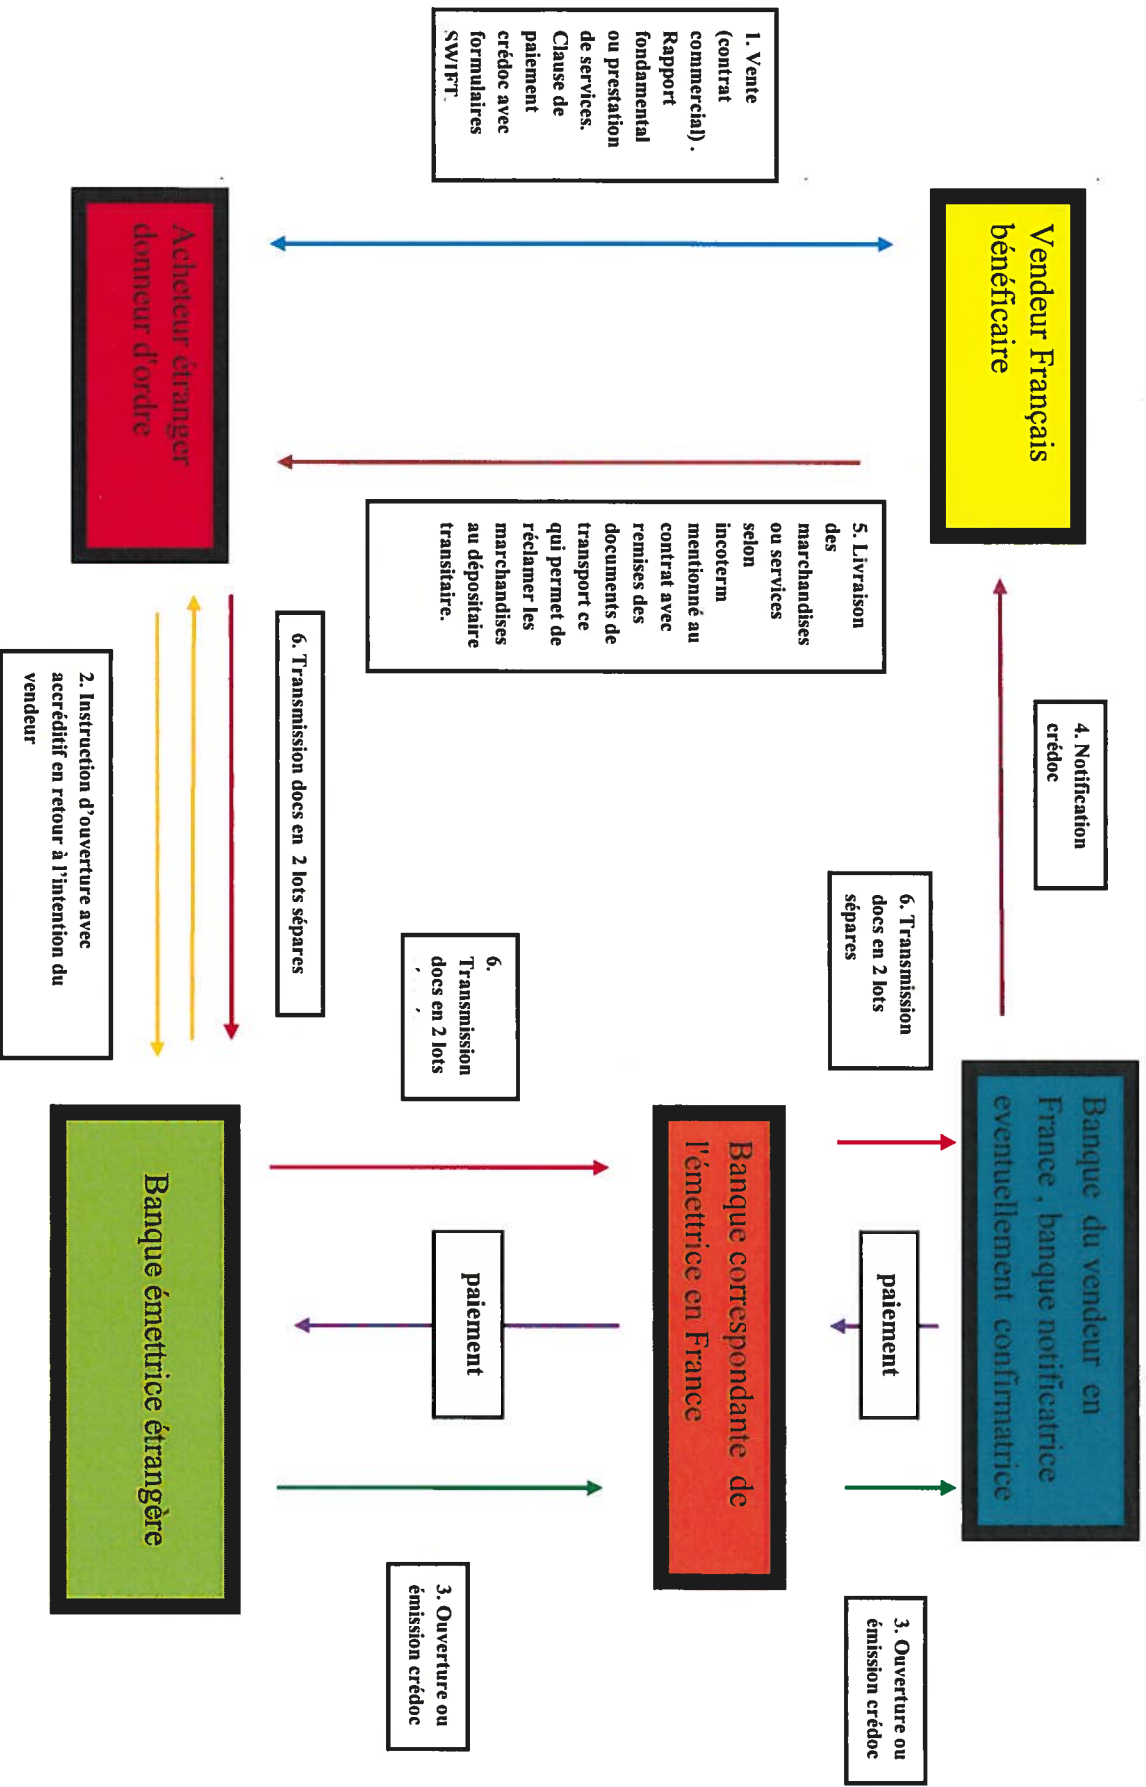 Vendeur Français
bénéficaire
4. Notification
crédoc
Banque du vendeur en
France , banque notificatrice
eventuellement confirmatrice
1. Vente
(contrat
commercial) .
Rapport
fondamental
ou prestation
de services.
Clause de
paiement
crédoc avec
formulaires
SWIFT.
5. Livraison
des
marchandises
ou services
selon
incoterm
mentionné au
contrat avec
remises des
documents de
transport ce
qui permet de
réclamer les
marchandises
au dépositaire
transitaire.
6. Transmission
docs en 2 lots
sépares
paiement
3. Ouverture ou
émission crédoc
Banque correspondante de
l'émettrice en France
6.
Transmission
docs en 2 lots
paiement
3. Ouverture ou
émission crédoc
Acheteur étranger
donneur d'ordre
6. Transmission docs en 2 lots sépares
2. Instruction d'ouverture avec
accréditif en retour à l'intention du
vendeur
Banque émettrice étrangère